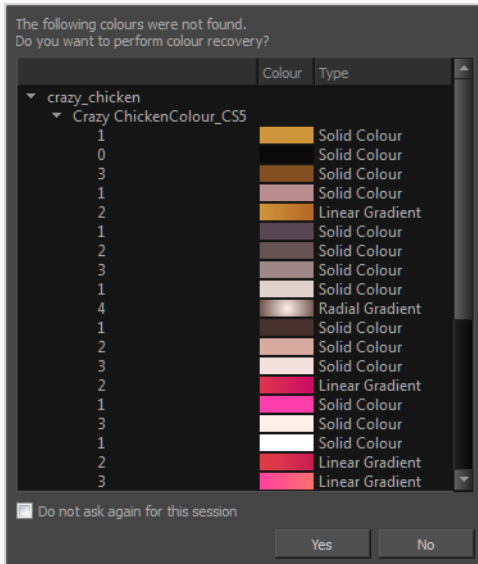 The following colours were not found.
Do you want to perform colour recovery?
Colour Type
crazy_chicken
Crazy ChickenColour_CS5
1 Solid Colour
0 Solid Colour
3 Solid Colour
1 Solid Colour
2 Linear Gradient
1 Solid Colour
2 Solid Colour
3 Solid Colour
1 Solid Colour
4 Radial Gradient
1 Solid Colour
2 Solid Colour
3 Solid Colour
2 Linear Gradient
1 Solid Colour
3 Solid Colour
1 Solid Colour
2 Linear Gradient
3 Linear Gradient
Do not ask again for this session
Yes No